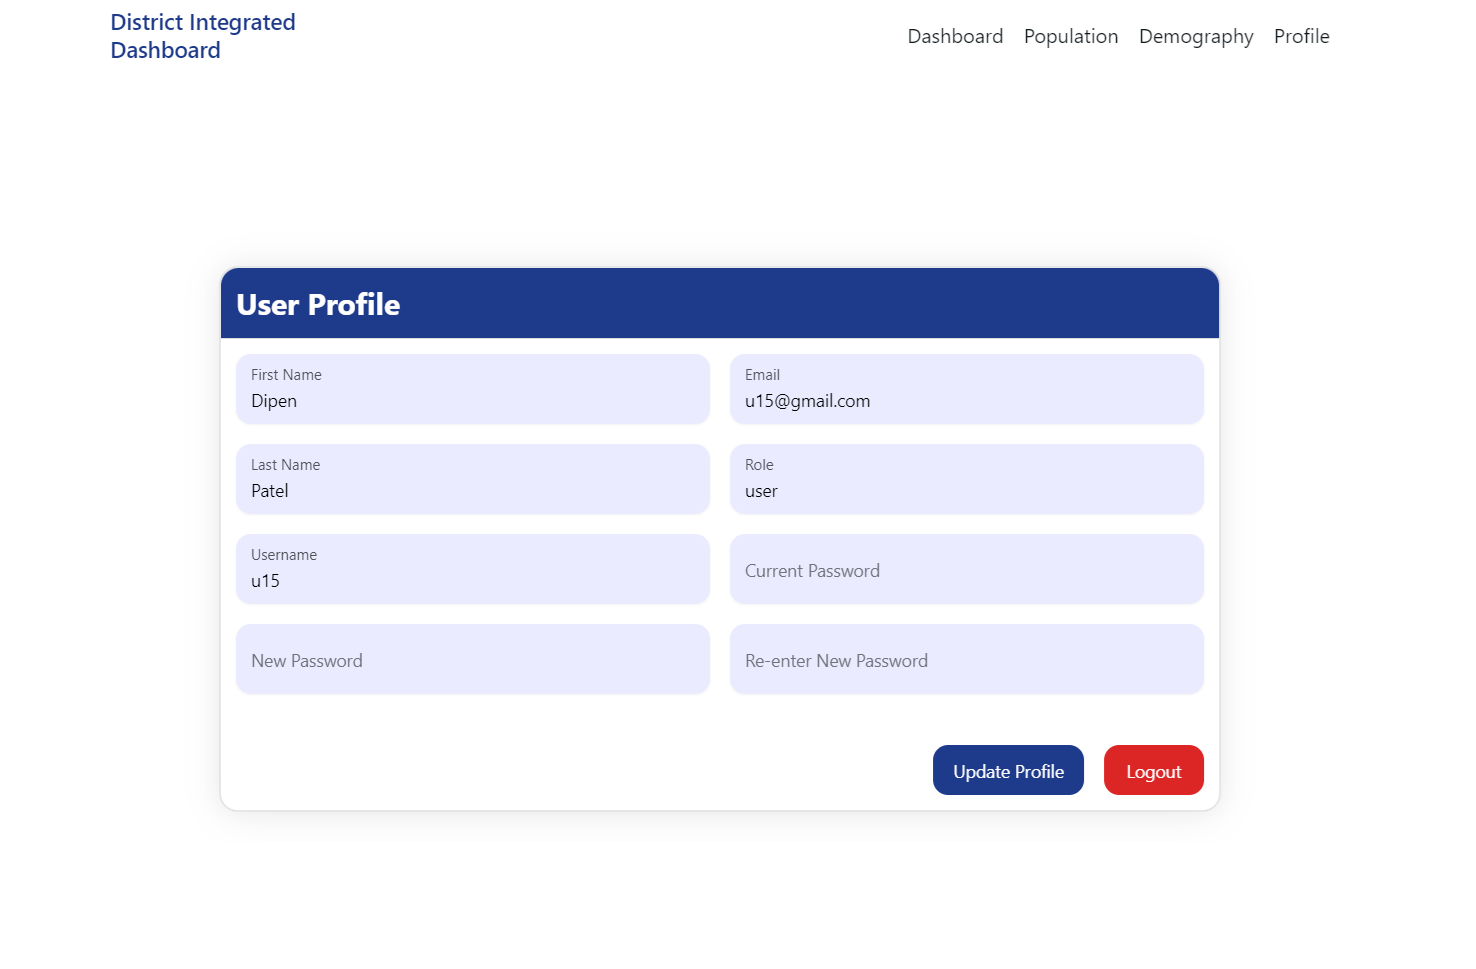 District Integrated
Dashboard
Dashboard Population Demography Profile
User Profile
First Name
Dipen
Email
u15@gmail.com
Last Name
Patel
Role
user
Username
u15
Current Password
New Password
Re-enter New Password
Update Profile
Logout